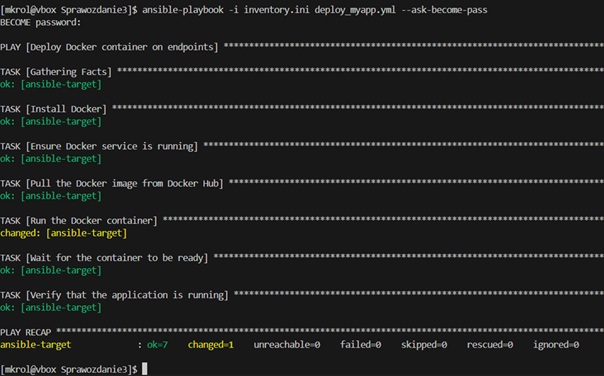 [mkrol@vbox Sprawozdanie3]$ ansible-playbook -i inventory.ini deploy_myapp.yml --ask-become-pass
BECOME password:
PLAY [Deploy Docker container on endpoints] ***************************************************************
TASK [Gathering Facts] ************************************************************************************
ok: [ansible-target]
TASK [Install Docker] *************************************************************************************
ok: [ansible-target]
TASK [Ensure Docker service is running] *******************************************************************
ok: [ansible-target]
TASK [Pull the Docker image from Docker Hub] **************************************************************
ok: [ansible-target]
TASK [Run the Docker container] ***************************************************************************
changed: [ansible-target]
TASK [Wait for the container to be ready] *****************************************************************
ok: [ansible-target]
TASK [Verify that the application is running] *************************************************************
ok: [ansible-target]
PLAY RECAP ************************************************************************************************
ansible-target : ok=7 changed=1 unreachable=0 failed=0 skipped=0 rescued=0 ignored=0
[mkrol@vbox Sprawozdanie3]$